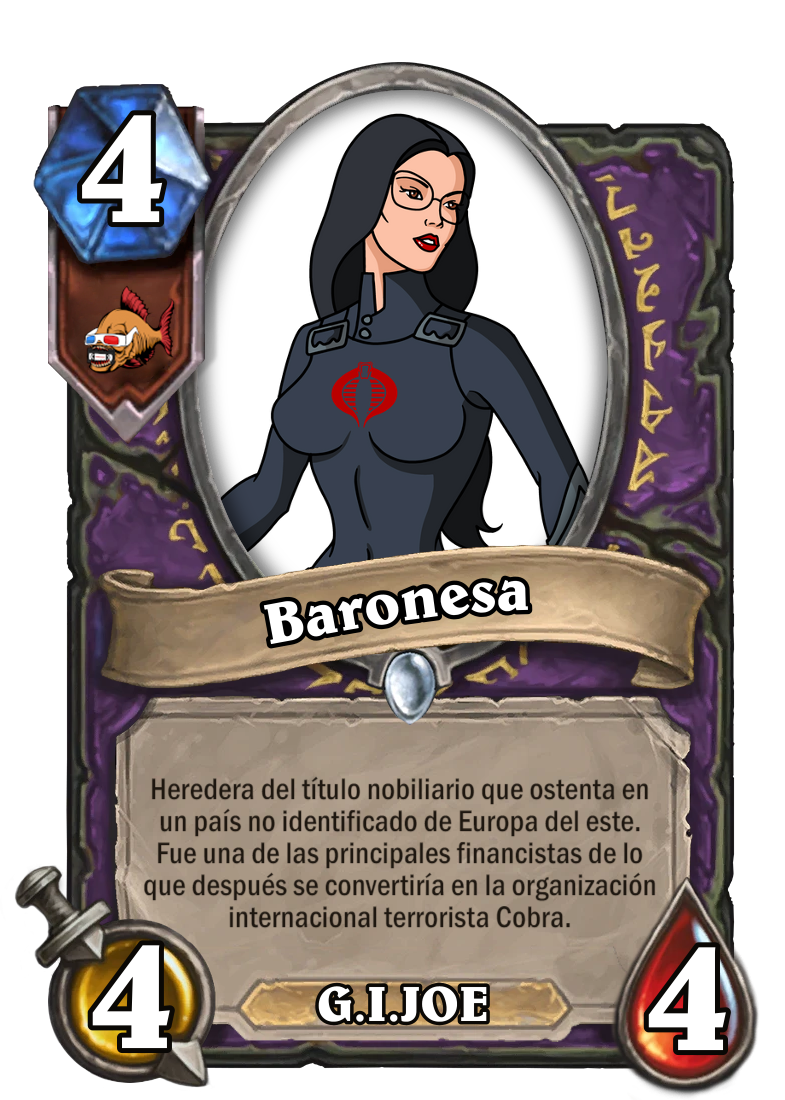 4
Baronesa
Heredera del título nobiliario que ostenta en
un país no identificado de Europa del este.
Fue una de las principales financistas de lo
que después se convertiría en la organización
internacional terrorista Cobra.
4
G.I.JOE
4